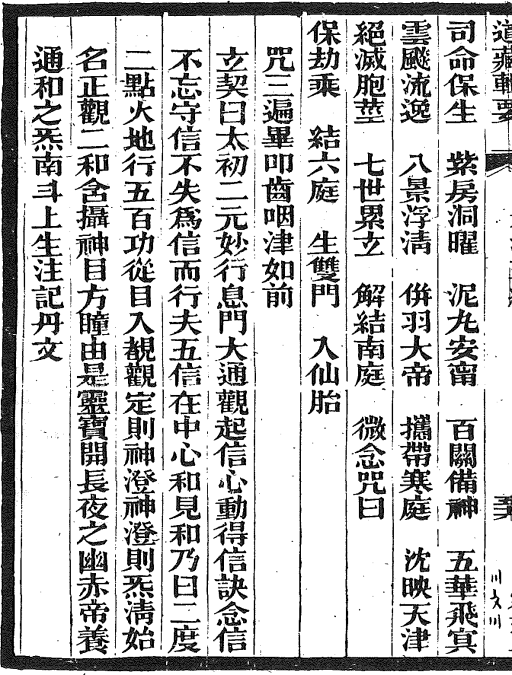 道藏輯要
司命保生　紫房洞曜　泥九安甯　百關備神　五華飛㝠
雲飈流逸　八景浮清　併羽大帝　攜帶寒庭　沈映天津
絕滅胞莖　七世累立　解結南庭　微念咒曰
保劫乘　結六庭　生雙門　入仙胎
咒三遍畢叩齒咽津如前
立契曰太初二元妙行息門大通觀起信心動得信訣念信
不忘守信不失爲信而行夫五信在中心和見和乃曰二度
二點火地行五百功從目入覩觀定則神澄神澄則炁清始
名正觀二和含攝神目方瞳由是靈寶開長夜之幽赤帝養
通和之炁南斗上生注記丹文